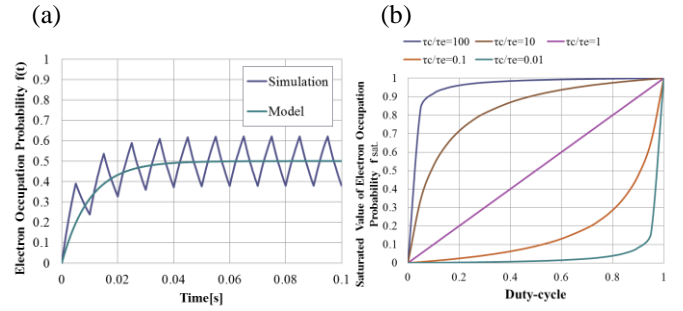 (a)
Electron Occupation Probability f(t)
1
0.9
0.8
0.7
0.6
0.5
0.4
0.3
0.2
0.1
0
Simulation
Model
0
0.02
0.04
0.06
0.08
0.1
Time[s]
(b)
τc/τe=100
τc/τe=10
τc/τe=1
τc/τe=0.1
τc/τe=0.01
Saturated Value of Electron Occupation
Probability f sat.
1
0.9
0.8
0.7
0.6
0.5
0.4
0.3
0.2
0.1
0
0
0.2
0.4
0.6
0.8
1
Duty-cycle